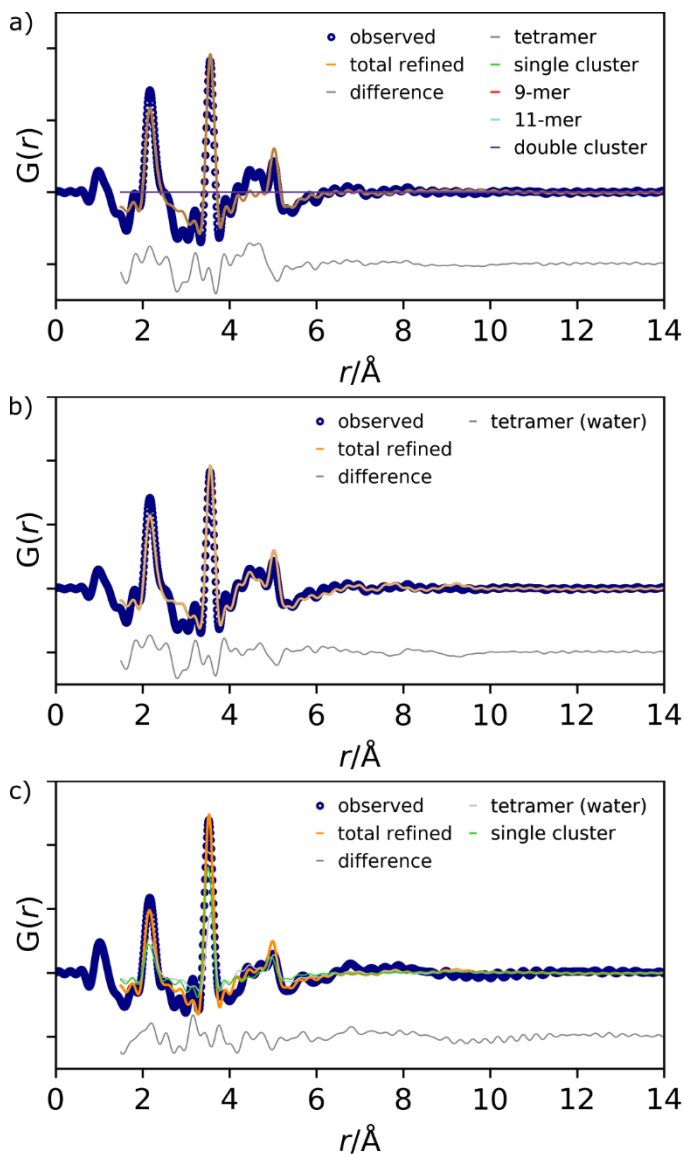 a)
observed
total refined
difference
tetramer
single cluster
9-mer
11-mer
double cluster
G(r)
0 2 4 6 8 10 12 14
r/Å
b)
observed
total refined
difference
tetramer (water)
G(r)
0 2 4 6 8 10 12 14
r/Å
c)
observed
total refined
difference
tetramer (water)
single cluster
G(r)
0 2 4 6 8 10 12 14
r/Å